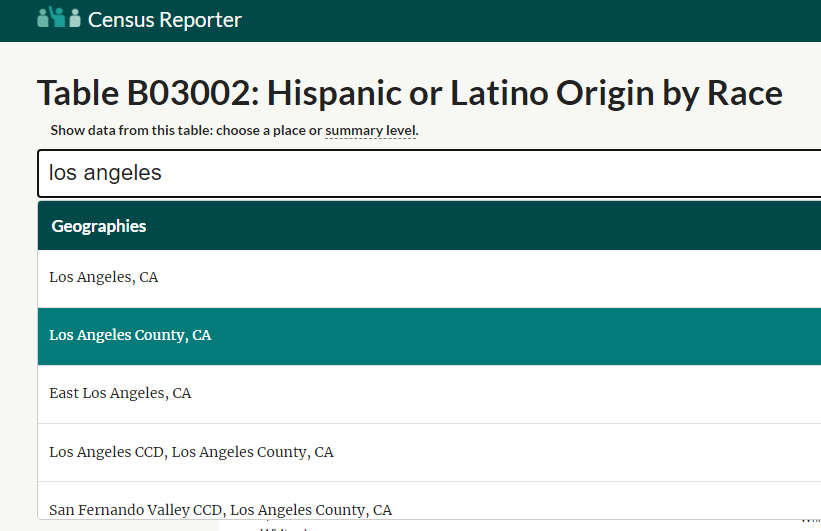 Census Reporter
Table B03002: Hispanic or Latino Origin by Race
Show data from this table: choose a place or summary level.
los angeles
Geographies
Los Angeles, CA
Los Angeles County, CA
East Los Angeles, CA
Los Angeles CCD, Los Angeles County, CA
San Fernando Valley CCD, Los Angeles County, CA